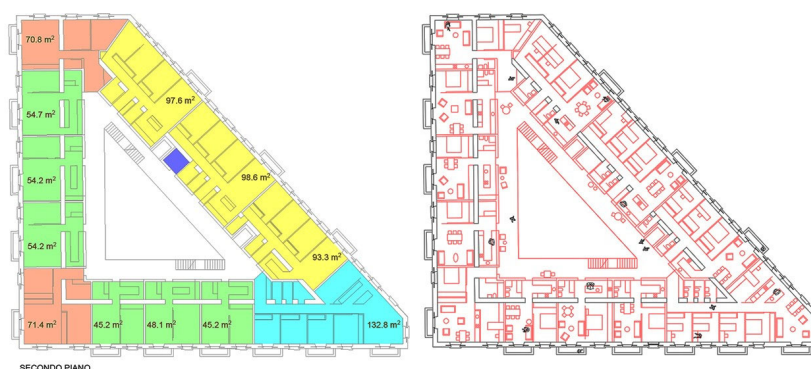 70.8 m²
97.6 m²
54.7 m²
98.6 m²
54.2 m²
54.2 m²
93.3 m²
71.4 m²
45.2 m²
48.1 m²
45.2 m²
132.8 m²
SECONDO PIANO